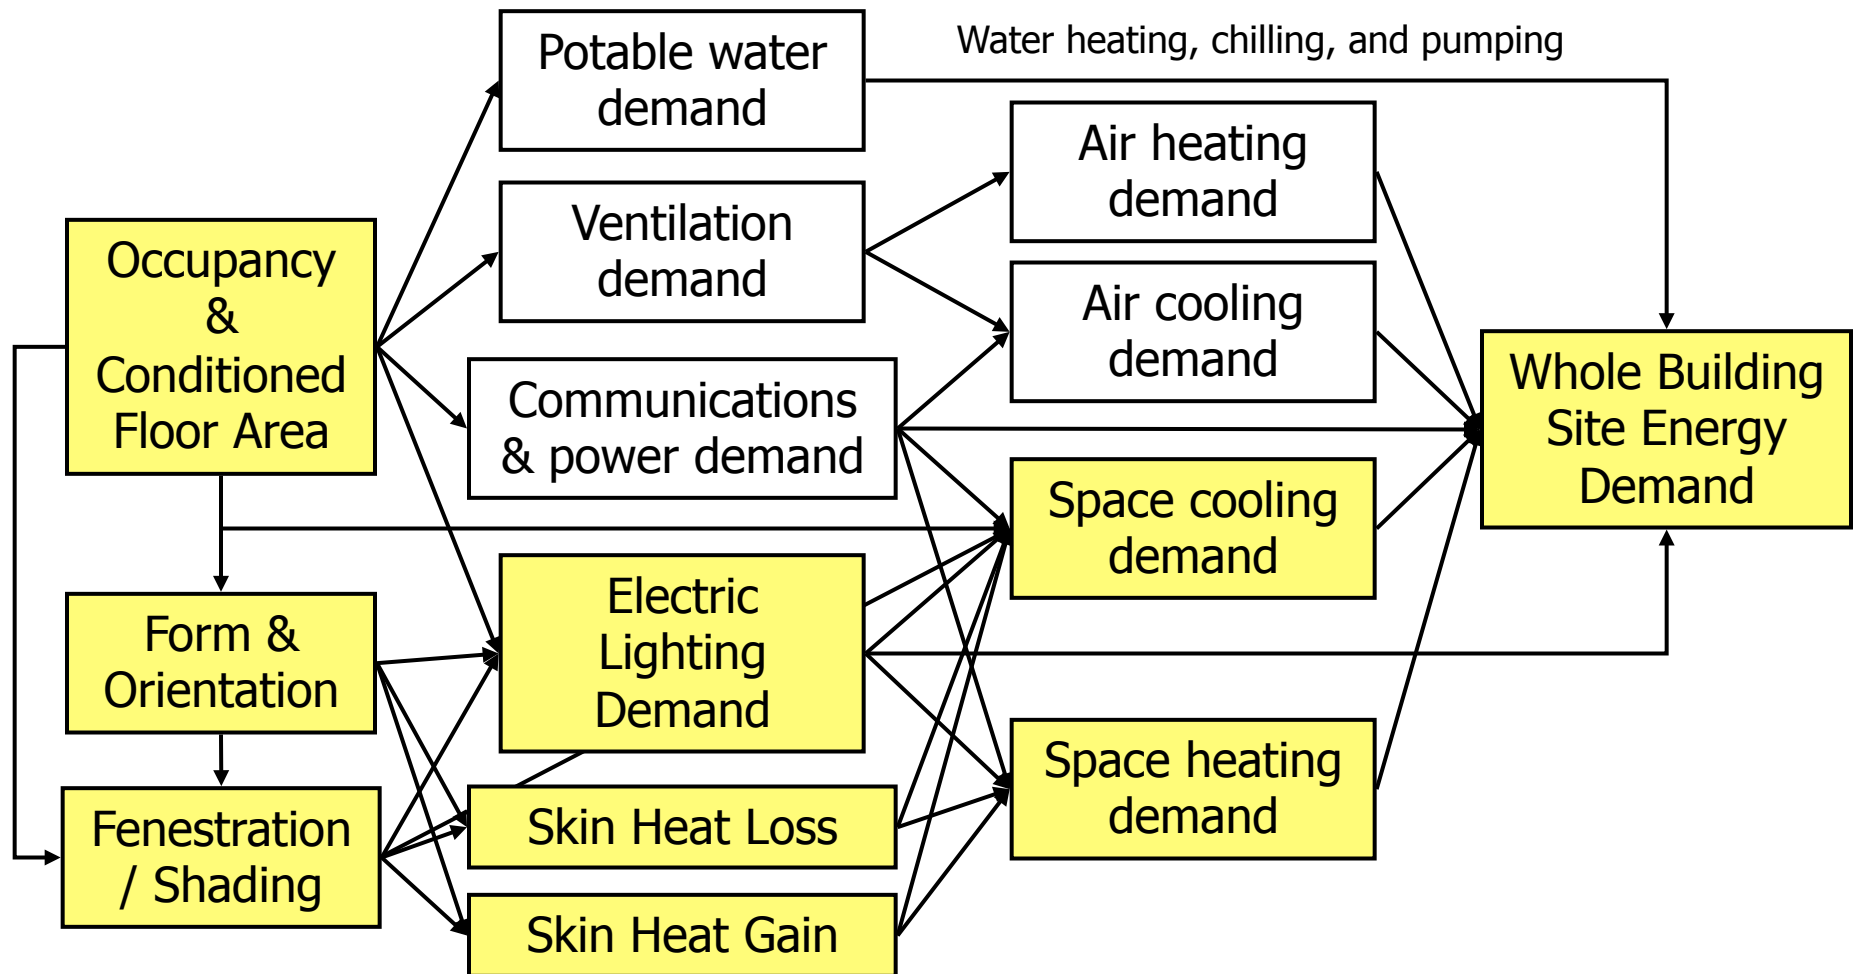 Potable water
demand
Water heating, chilling, and pumping
Ventilation
demand
Air heating
demand
Occupancy
&
Conditioned
Floor Area
Air cooling
demand
Communications
& power demand
Whole Building
Site Energy
Demand
Space cooling
demand
Form &
Orientation
Electric
Lighting
Demand
Space heating
demand
Fenestration
/ Shading
Skin Heat Loss
Skin Heat Gain